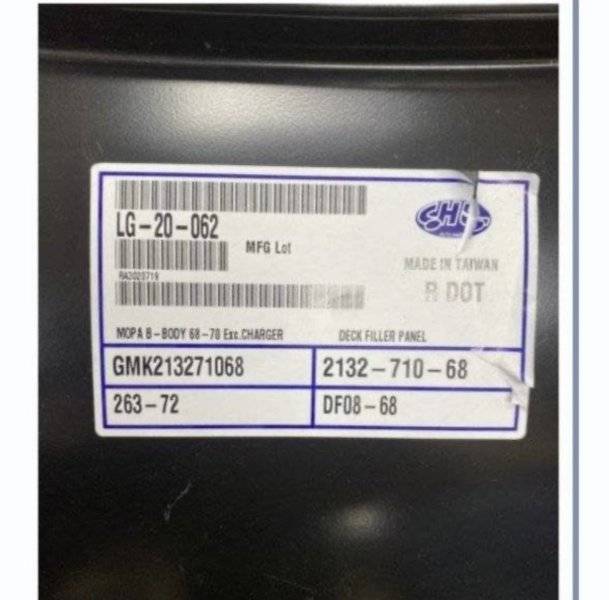 LG-20-062
MFG Lot
RA2020719
MADE IN TAIWAN
R DOT
MOPA B-BODY 68-70 Exc.CHARGER DECK FILLER PANEL
GMK213271068 2132-710-68
263-72 DF08-68